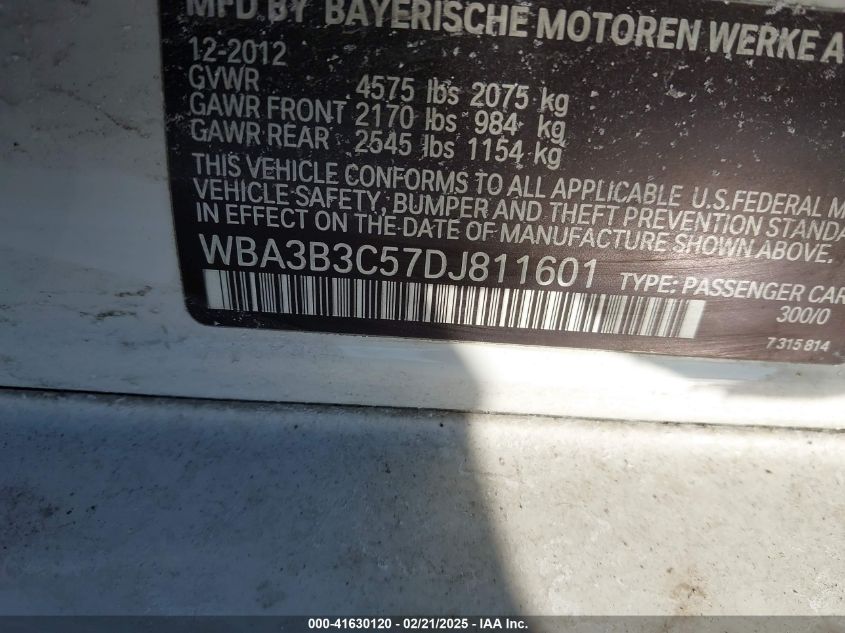 MFD BY BAYERISCHE MOTOREN WERKE A
12-2012
GVWR 4575 lbs 2075 kg
GAWR FRONT 2170 lbs 984 kg
GAWR REAR 2545 lbs 1154 kg
THIS VEHICLE CONFORMS TO ALL APPLICABLE U.S.FEDERAL M
VEHICLE-SAFETY, BUMPER AND THEFT PREVENTION STANDA
IN EFFECT ON THE-DATE OF MANUFACTURE SHOWN ABOVE.
WBA3B3C57DJ811601 TYPE: PASSENGER CAR
300/0
7 315 814
000-41630120 - 02/21/2025 - IAAI.COM.